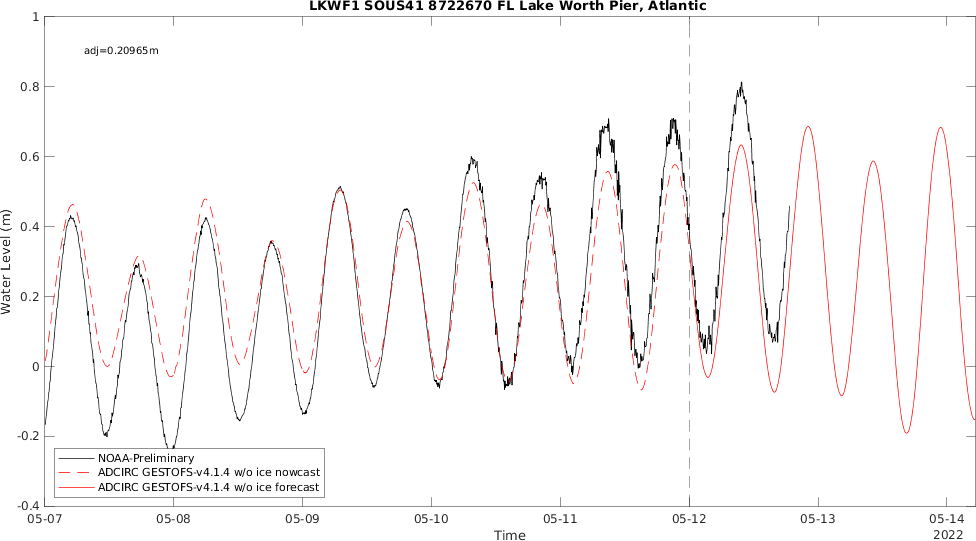 LKWF1 SOUS41 8722670 FL Lake Worth Pier, Atlantic
adj=0.20965m
1
0.8
0.6
0.4
0.2
0
-0.2
-0.4
Water Level (m)
NOAA-Preliminary
ADCIRC GESTOFS-v4.1.4 w/o ice nowcast
ADCIRC GESTOFS-v4.1.4 w/o ice forecast
05-07 05-08 05-09 05-10 05-11 05-12 05-13 05-14
Time
2022